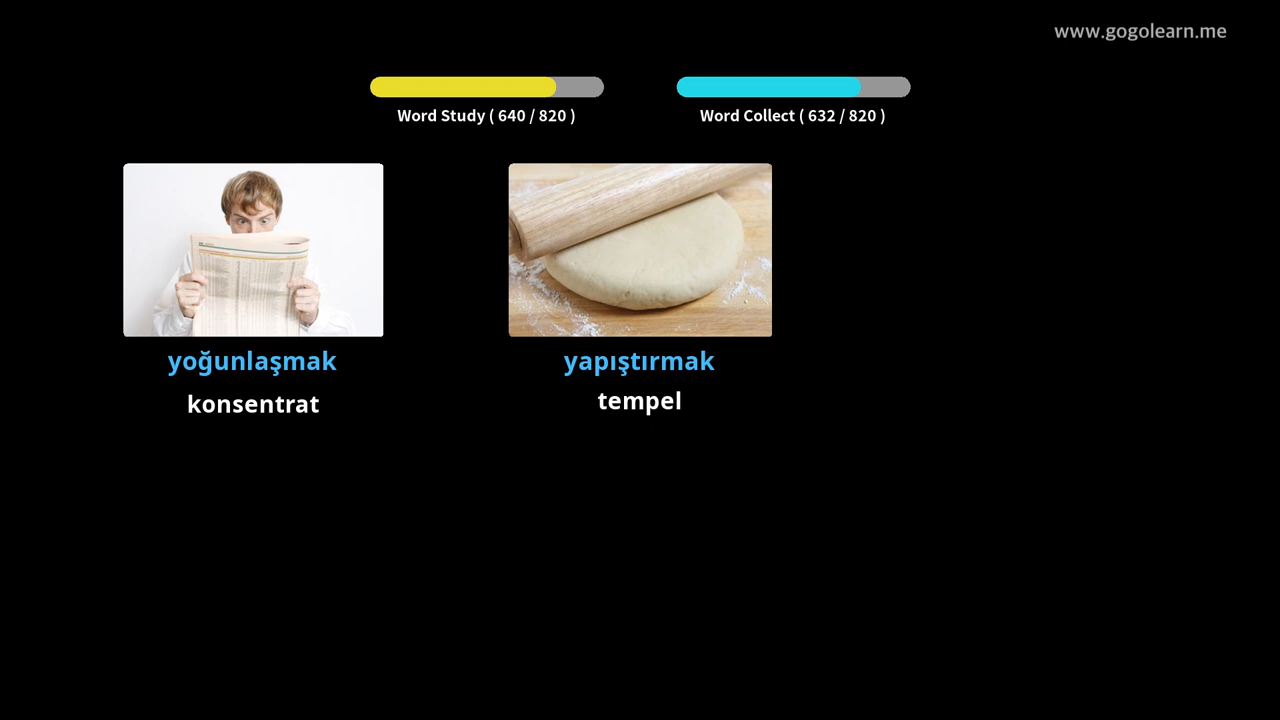 www.gogolearn.me
Word Study ( 640 / 820 )
Word Collect ( 632 / 820 )
yoğunlaşmak
konsentrat
yapıştırmak
tempel